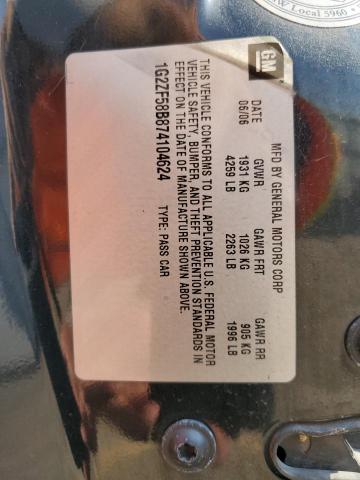 W Local 5960
GM
MFD BY GENERAL MOTORS CORP
DATE GVWR GAWR FRT GAWR RR
06/06 1931 KG 1026 KG 905 KG
4259 LB 2263 LB 1996 LB
THIS VEHICLE CONFORMS TO ALL APPLICABLE U.S. FEDERAL MOTOR
VEHICLE SAFETY, BUMPER, AND THEFT PREVENTION STANDARDS IN
EFFECT ON THE DATE OF MANUFACTURE SHOWN ABOVE.
1G2ZF58B874104624 TYPE: PASS CAR